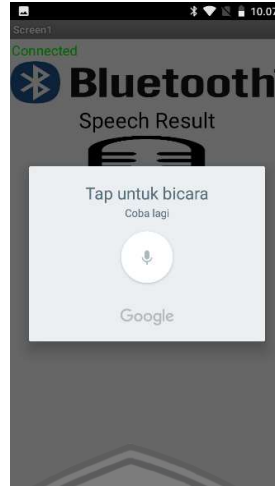 10.07
Screen1
Connected
Bluetooth
Speech Result
Tap untuk bicara
Coba lagi
Google